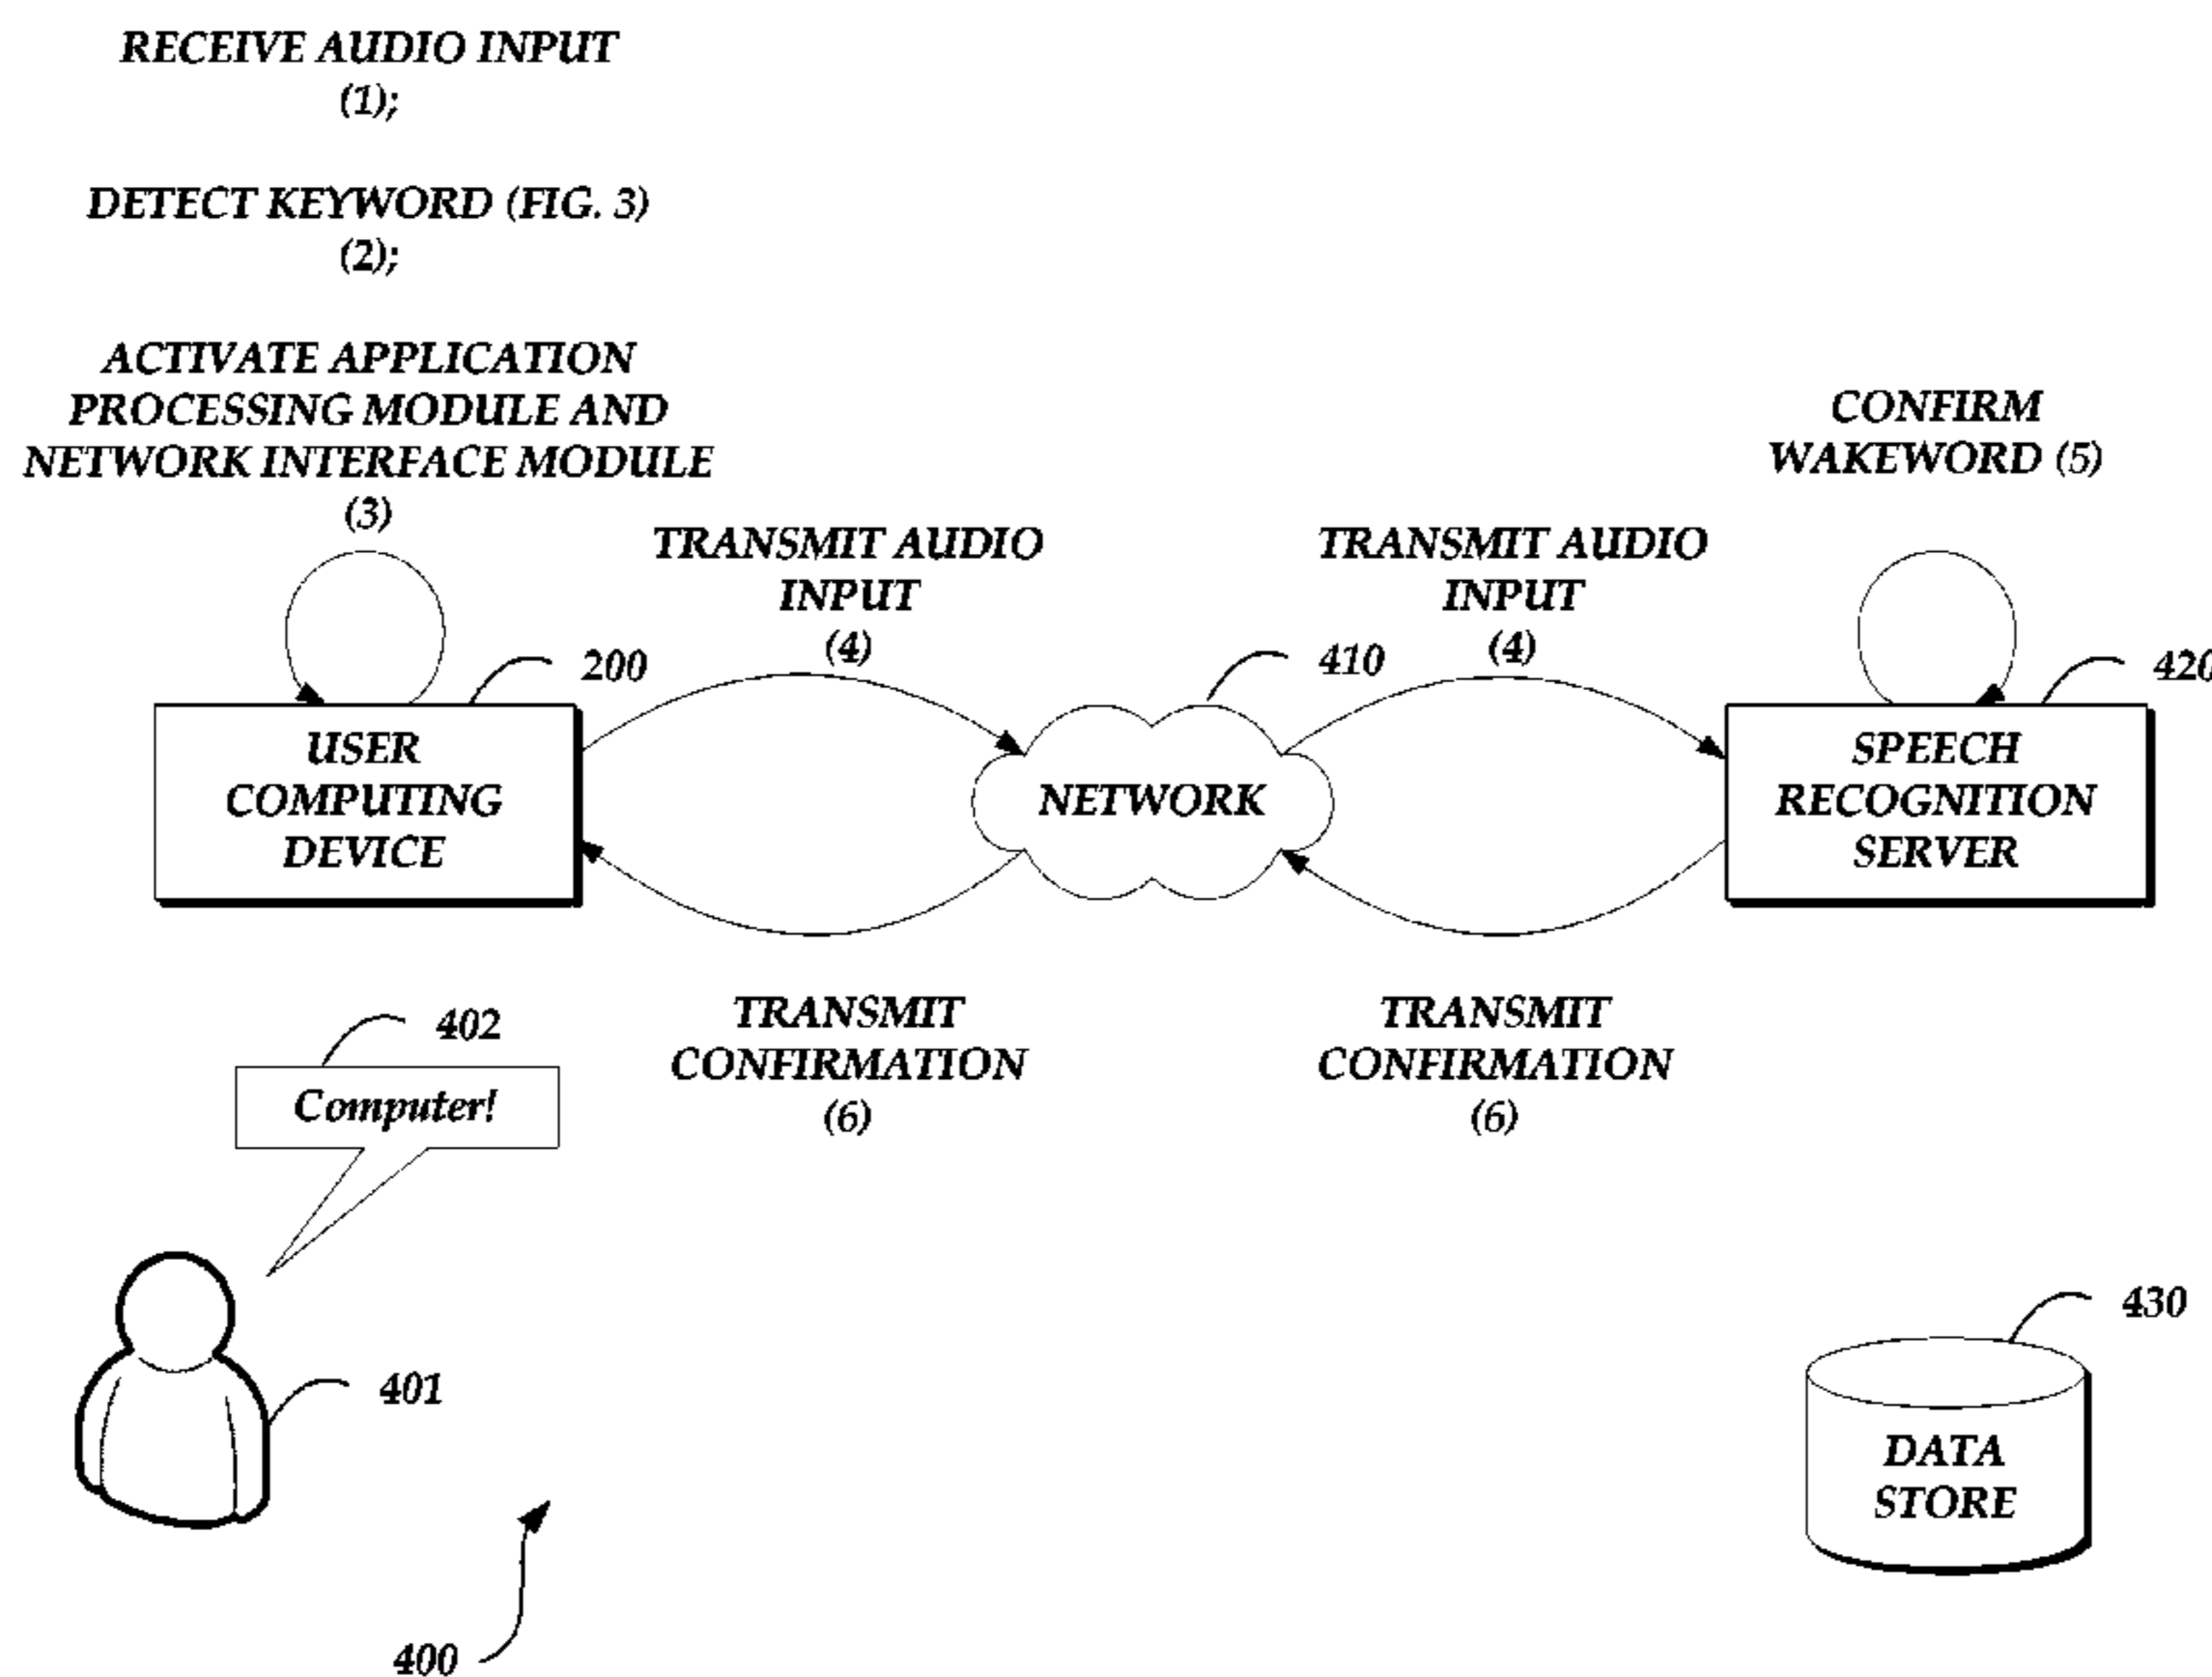 RECEIVE AUDIO INPUT
(1);
DETECT KEYWORD (FIG. 3)
(2);
ACTIVATE APPLICATION
PROCESSING MODULE AND
NETWORK INTERFACE MODULE
(3)
CONFIRM
WAKEWORD (5)
TRANSMIT AUDIO
INPUT
(4)
TRANSMIT AUDIO
INPUT
(4)
200
410
420
USER
COMPUTING
DEVICE
NETWORK
SPEECH
RECOGNITION
SERVER
TRANSMIT
CONFIRMATION
(6)
TRANSMIT
CONFIRMATION
(6)
402
Computer!
401
430
DATA
STORE
400